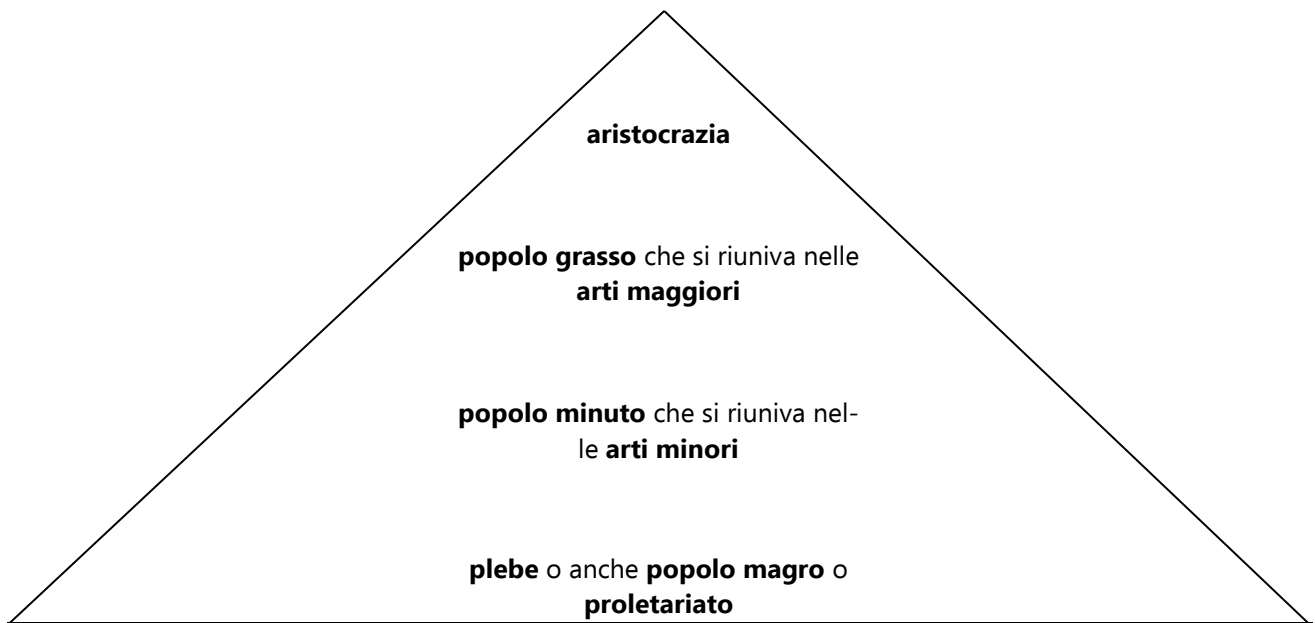 aristocrazia
popolo grasso che si riuniva nelle
arti maggiori
popolo minuto che si riuniva nel-
le arti minori
plebe o anche popolo magro o
proletariato